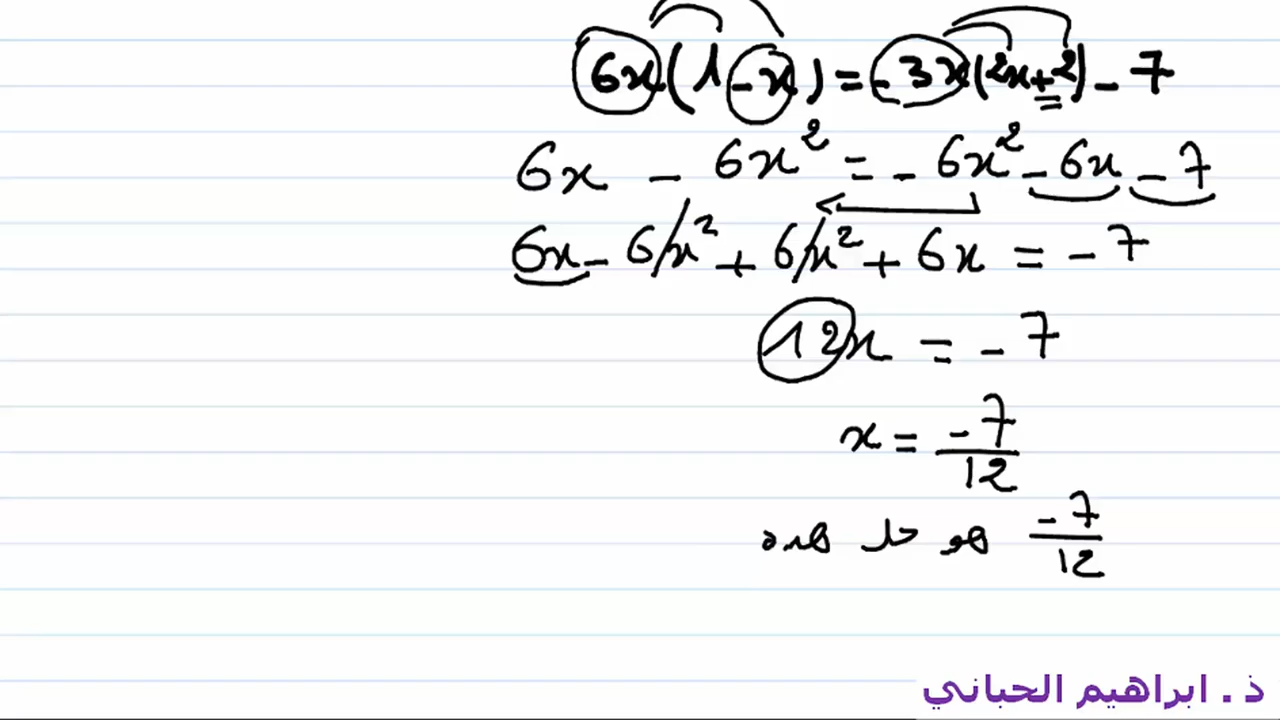 6x(1-x) = -3x(2x+2) - 7
6x - 6x² = - 6x² - 6x - 7
6x - 6x² + 6x² + 6x = - 7
12x = - 7
x = -7/12
-7/12 هو حل هده
ذ . ابراهيم الحباني